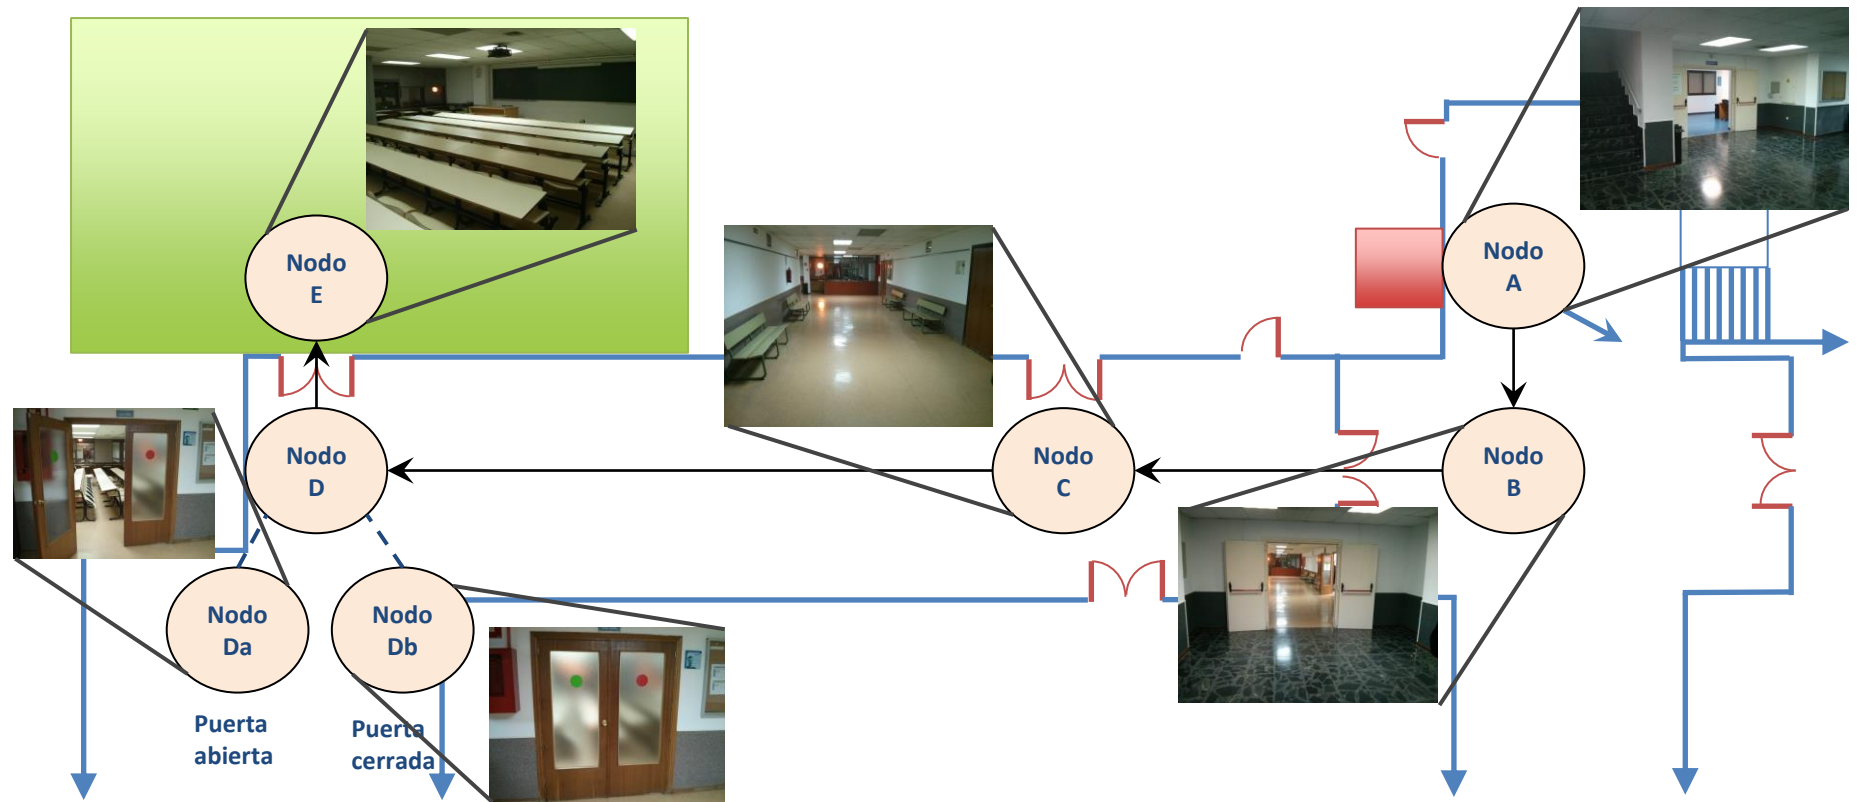 Nodo
E
Nodo
A
Nodo
D
Nodo
C
Nodo
B
Nodo
Da
Nodo
Db
Puerta
abierta
Puerta
cerrada